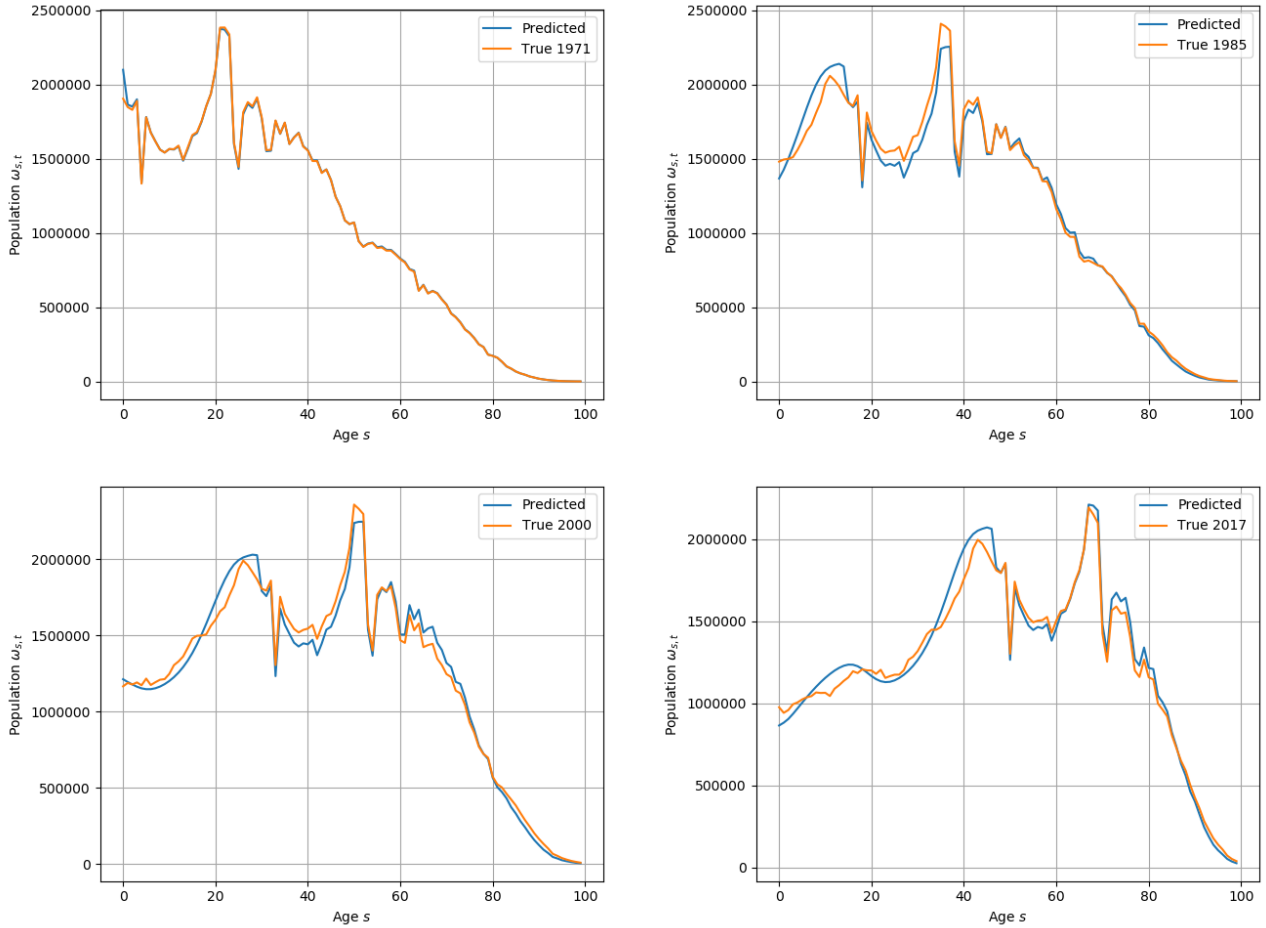 2500000
2000000
1500000
1000000
500000
0
Population ω_{s,t}
0 20 40 60 80 100
Age s
Predicted
True 1971
2500000
2000000
1500000
1000000
500000
0
Population ω_{s,t}
0 20 40 60 80 100
Age s
Predicted
True 1985
2000000
1500000
1000000
500000
0
Population ω_{s,t}
0 20 40 60 80 100
Age s
Predicted
True 2000
2000000
1500000
1000000
500000
0
Population ω_{s,t}
0 20 40 60 80 100
Age s
Predicted
True 2017